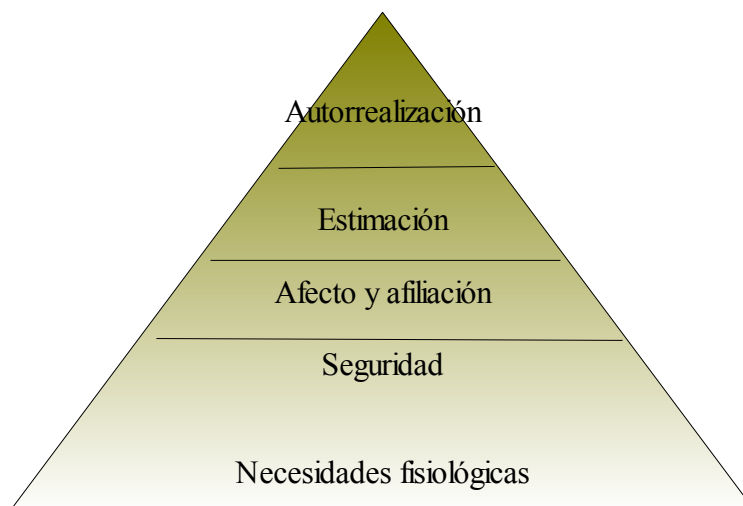 Autorrealización
Estimación
Afecto y afiliación
Seguridad
Necesidades fisiológicas